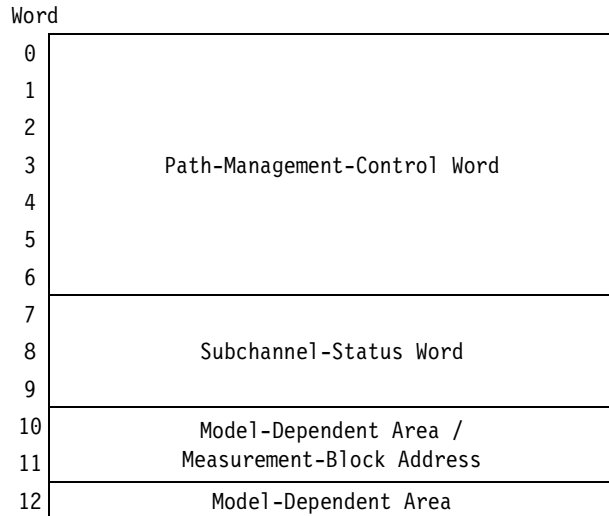 Word
0
1
2
3 Path-Management-Control Word
4
5
6
7
8 Subchannel-Status Word
9
10 Model-Dependent Area /
11 Measurement-Block Address
12 Model-Dependent Area